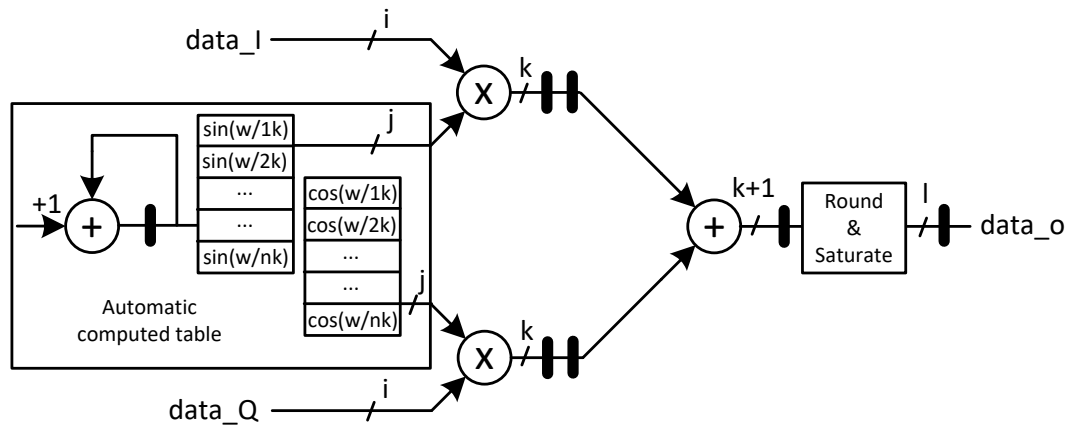 data_I
i
X
k
+1
+
sin(w/1k)
sin(w/2k)
...
...
sin(w/nk)
j
cos(w/1k)
cos(w/2k)
...
...
cos(w/nk)
j
Automatic
computed table
+
k+1
Round
&
Saturate
l
data_o
X
k
data_Q
i